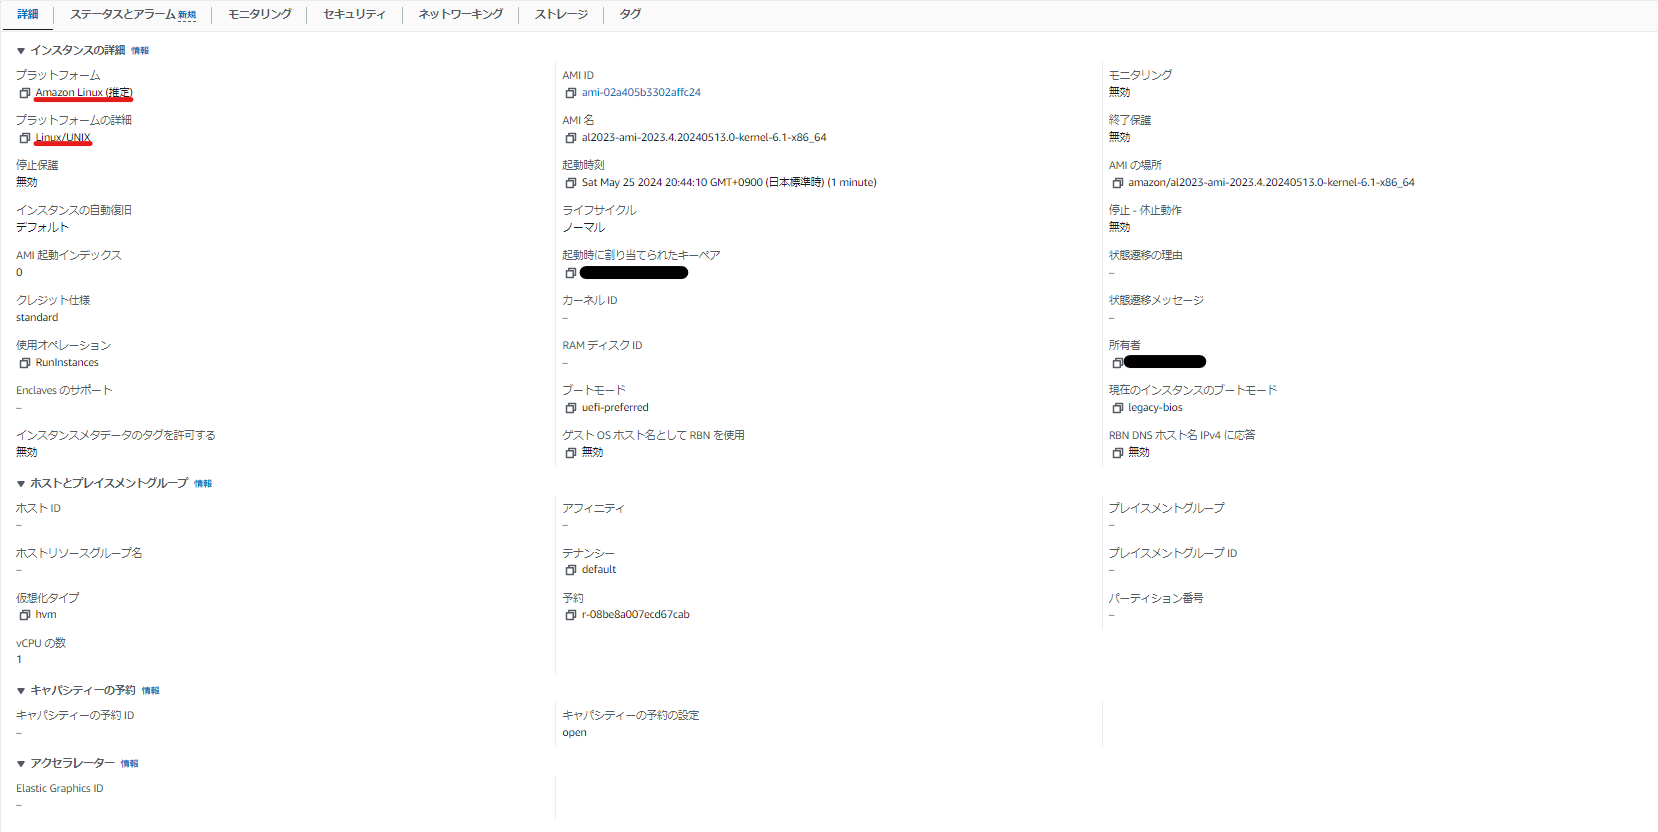 詳細 ステータスとアラーム 新規 モニタリング セキュリティ ネットワーキング ストレージ タグ
▼ インスタンスの詳細 情報
プラットフォーム
Amazon Linux (推定)
AMI ID
ami-02a405b3302affc24
モニタリング
無効
プラットフォームの詳細
Linux/UNIX
AMI 名
al2023-ami-2023.4.20240513.0-kernel-6.1-x86_64
終了保護
無効
停止保護
無効
起動時刻
Sat May 25 2024 20:44:10 GMT+0900 (日本標準時) (1 minute)
AMI の場所
amazon/al2023-ami-2023.4.20240513.0-kernel-6.1-x86_64
インスタンスの自動復旧
デフォルト
ライフサイクル
ノーマル
停止 - 休止動作
無効
AMI 起動インデックス
0
起動時に割り当てられたキーペア
状態遷移の理由
–
クレジット仕様
standard
カーネル ID
–
状態遷移メッセージ
–
使用オペレーション
RunInstances
RAM ディスク ID
–
所有者
Enclaves のサポート
–
ブートモード
uefi-preferred
現在のインスタンスのブートモード
legacy-bios
インスタンスメタデータのタグを許可する
無効
ゲスト OS ホスト名として RBN を使用
無効
RBN DNS ホスト名 IPv4 に応答
無効
▼ ホストとプレイスメントグループ 情報
ホスト ID
–
アフィニティ
–
プレイスメントグループ
–
ホストリソースグループ名
–
テナンシー
default
プレイスメントグループ ID
–
仮想化タイプ
hvm
予約
r-08be8a007ecd67cab
パーティション番号
–
vCPU の数
1
▼ キャパシティーの予約 情報
キャパシティーの予約 ID
–
キャパシティーの予約の設定
open
▼ アクセラレーター 情報
Elastic Graphics ID
–